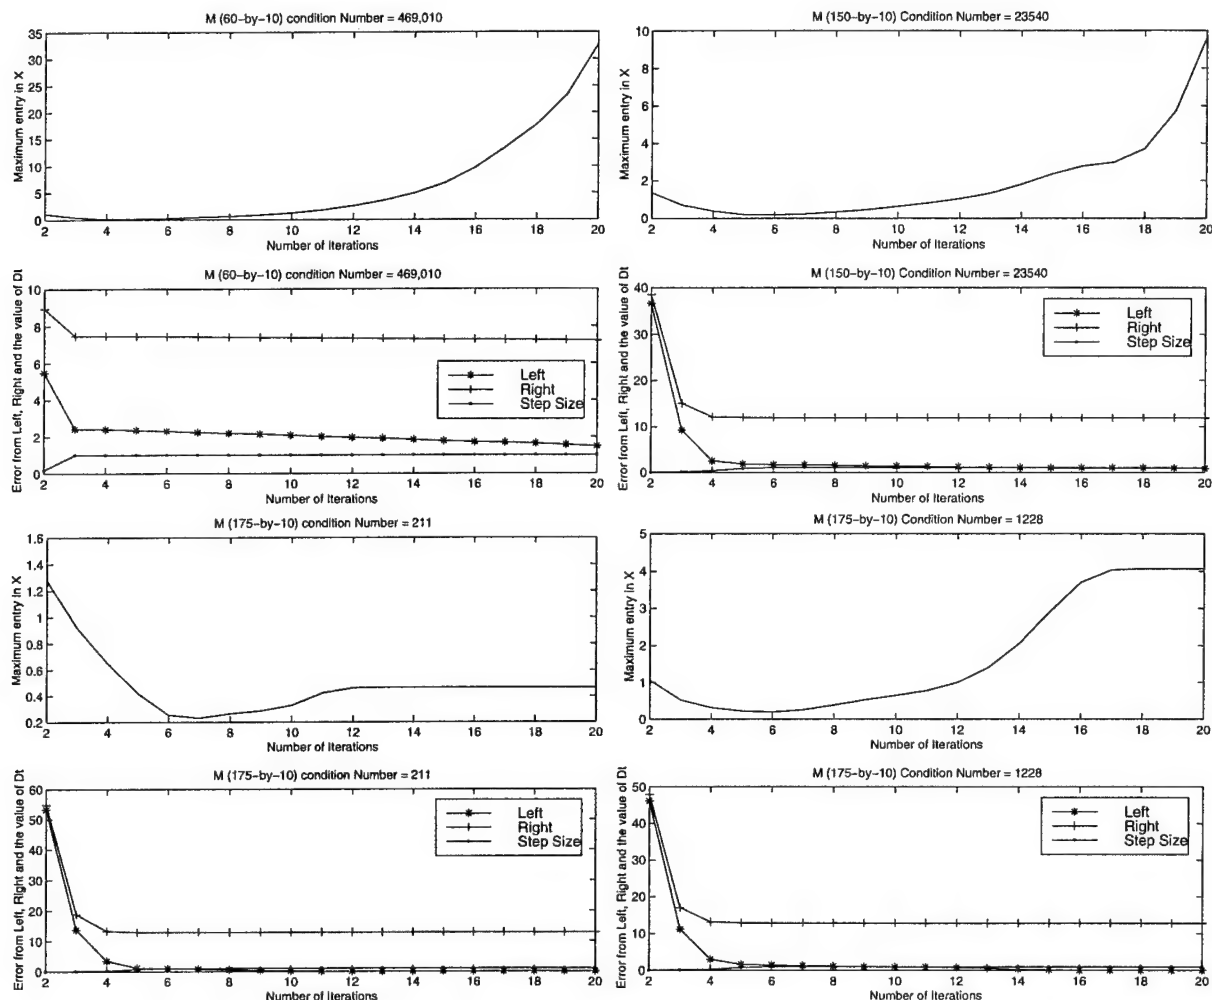 M (60-by-10) condition Number = 469,010
Maximum entry in X
35
30
25
20
15
10
5
0
2 4 6 8 10 12 14 16 18 20
Number of Iterations
M (150-by-10) Condition Number = 23540
Maximum entry in X
10
8
6
4
2
0
2 4 6 8 10 12 14 16 18 20
Number of Iterations
M (60-by-10) condition Number = 469,010
Error from Left, Right and the value of Dt
10
8
6
4
2
0
Left
Right
Step Size
2 4 6 8 10 12 14 16 18 20
Number of Iterations
M (150-by-10) Condition Number = 23540
Error from Left, Right and the value of Dt
40
30
20
10
0
Left
Right
Step Size
2 4 6 8 10 12 14 16 18 20
Number of Iterations
M (175-by-10) condition Number = 211
Maximum entry in X
1.6
1.4
1.2
1
0.8
0.6
0.4
0.2
2 4 6 8 10 12 14 16 18 20
Number of Iterations
M (175-by-10) Condition Number = 1228
Maximum entry in X
5
4
3
2
1
0
2 4 6 8 10 12 14 16 18 20
Number of Iterations
M (175-by-10) condition Number = 211
Error from Left, Right and the value of Dt
60
50
40
30
20
10
0
Left
Right
Step Size
2 4 6 8 10 12 14 16 18 20
Number of Iterations
M (175-by-10) Condition Number = 1228
Error from Left, Right and the value of Dt
50
40
30
20
10
0
Left
Right
Step Size
2 4 6 8 10 12 14 16 18 20
Number of Iterations